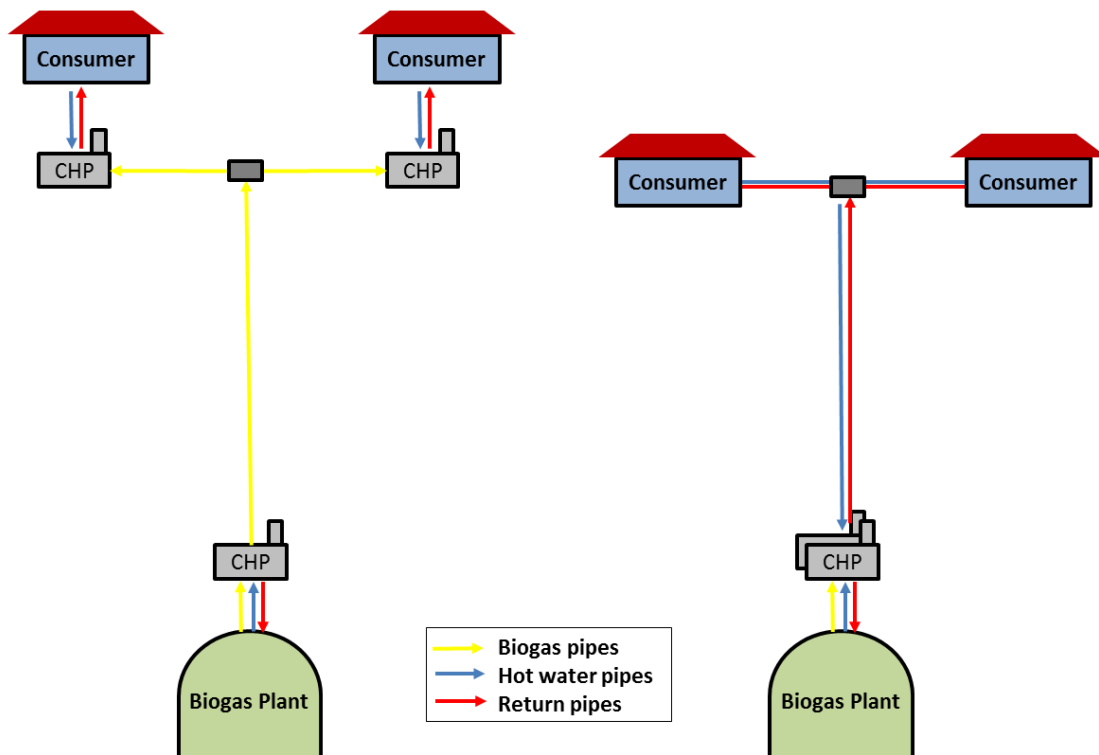 Consumer
Consumer
CHP
CHP
Consumer
Consumer
CHP
CHP
Biogas pipes
Hot water pipes
Return pipes
Biogas Plant
Biogas Plant